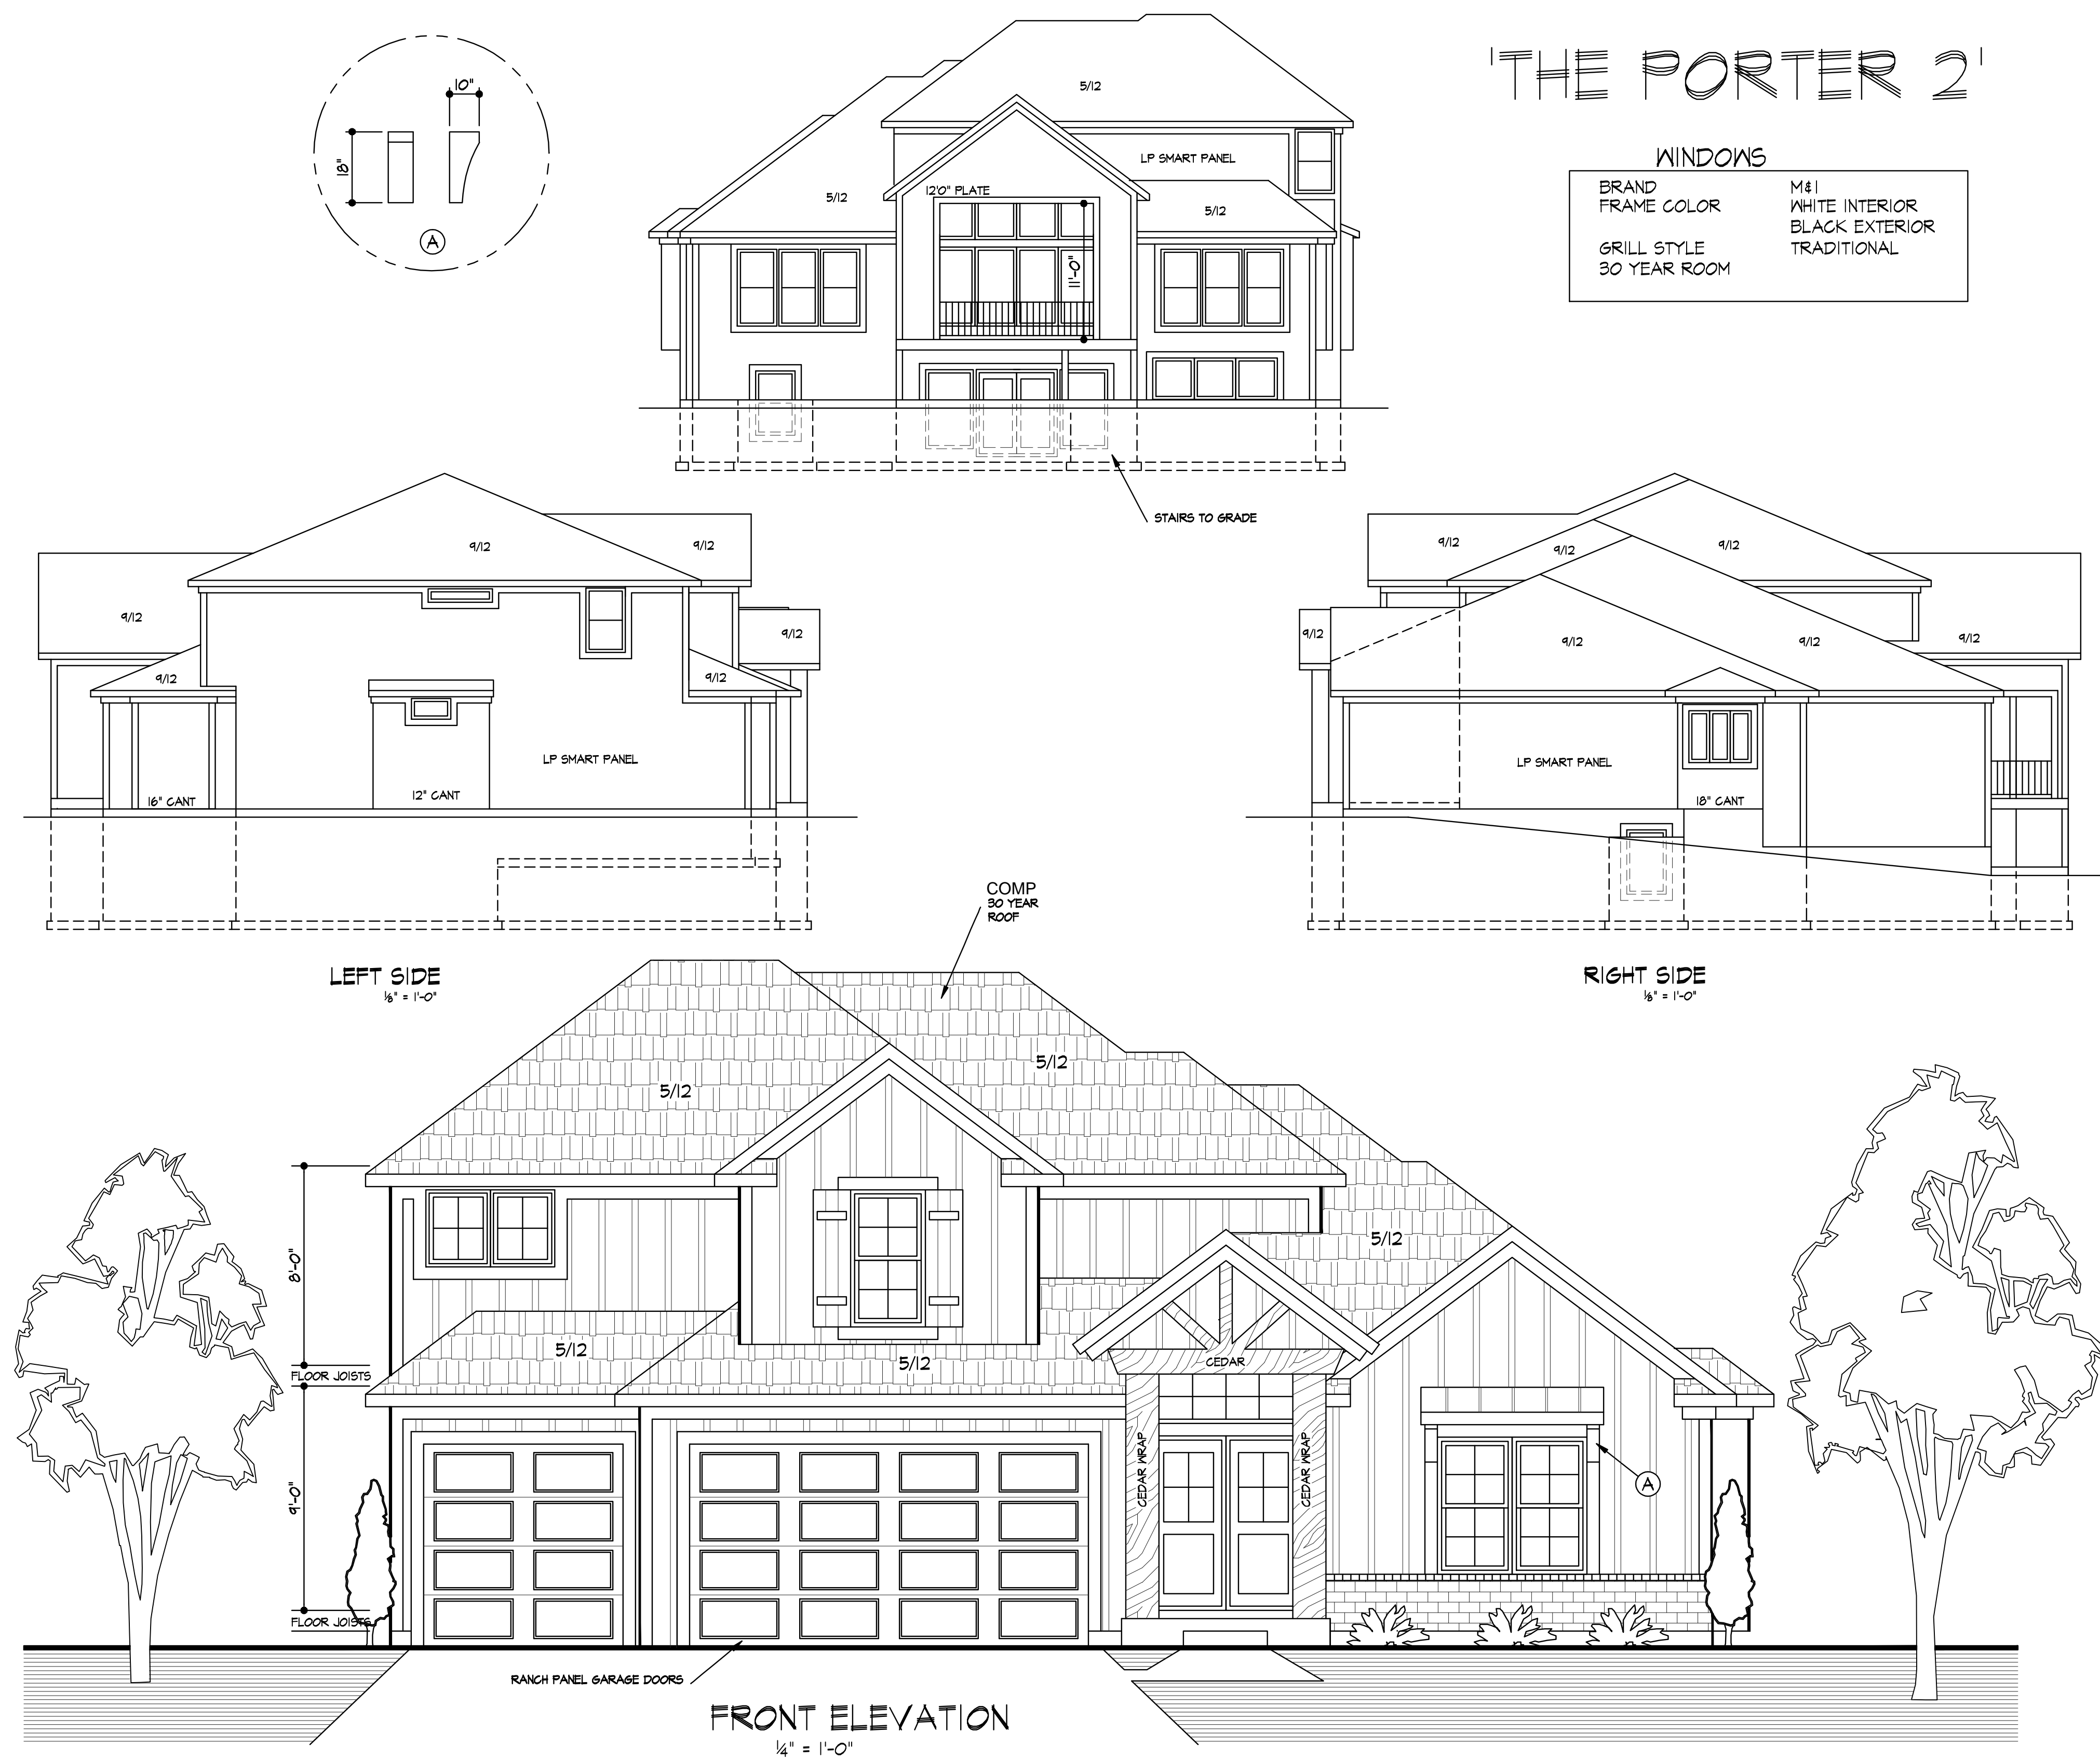 'THE PORTER 2'
WINDOWS
BRAND M&I
FRAME COLOR WHITE INTERIOR
BLACK EXTERIOR
GRILL STYLE TRADITIONAL
30 YEAR ROOM
10"
18"
A
5/12
LP SMART PANEL
12'0" PLATE
5/12
5/12
11'-0"
STAIRS TO GRADE
9/12
9/12
9/12
9/12
9/12
9/12
LP SMART PANEL
16" CANT
12" CANT
LEFT SIDE
1/8" = 1'-0"
9/12
9/12
9/12
9/12
9/12
9/12
9/12
LP SMART PANEL
18" CANT
RIGHT SIDE
1/8" = 1'-0"
COMP
30 YEAR
ROOF
5/12
5/12
5/12
5/12
5/12
8'-0"
FLOOR JOISTS
9'-0"
FLOOR JOISTS
CEDAR
CEDAR WRAP
CEDAR WRAP
A
RANCH PANEL GARAGE DOORS
FRONT ELEVATION
1/4" = 1'-0"